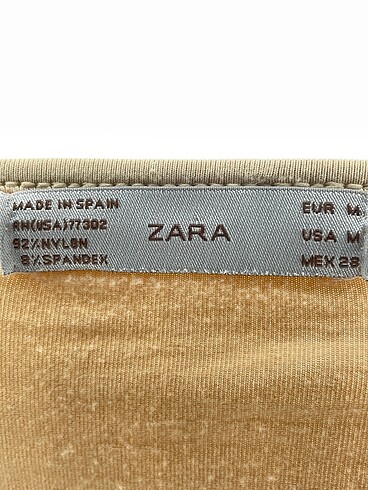 MADE IN SPAIN
RN(USA)77302
92%NYLON
8%SPANDEX
ZARA
EUR M
USA M
MEX 28